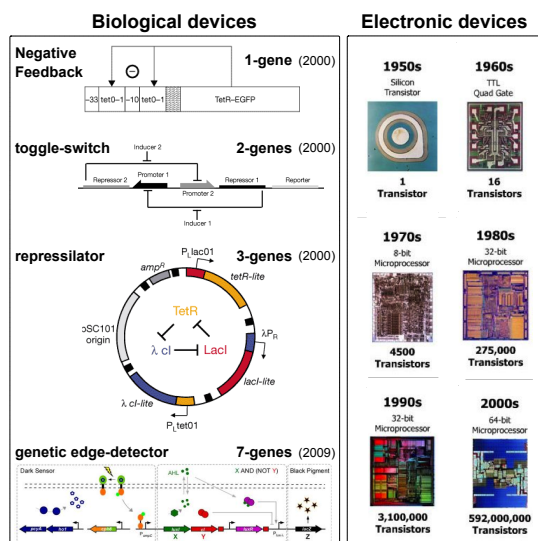 Biological devices
Negative
Feedback
1-gene (2000)
−33
tet0−1
−10
tet0−1
TetR−EGFP
toggle-switch
2-genes (2000)
Inducer 2
Repressor 2
Promoter 1
Promoter 2
Repressor 1
Reporter
Inducer 1
repressilator
3-genes (2000)
PLlac01
ampR
tetR-lite
TetR
λ cI
LacI
λPR
pSC101
origin
lacI-lite
λ cI-lite
PLtet01
genetic edge-detector
7-genes (2009)
Dark Sensor
AHL
X AND (NOT Y)
Black Pigment
X
Y
Z
Electronic devices
1950s
Silicon
Transistor
1
Transistor
1960s
TTL
Quad Gate
16
Transistors
1970s
8-bit
Microprocessor
4500
Transistors
1980s
32-bit
Microprocessor
275,000
Transistors
1990s
32-bit
Microprocessor
3,100,000
Transistors
2000s
64-bit
Microprocessor
592,000,000
Transistors